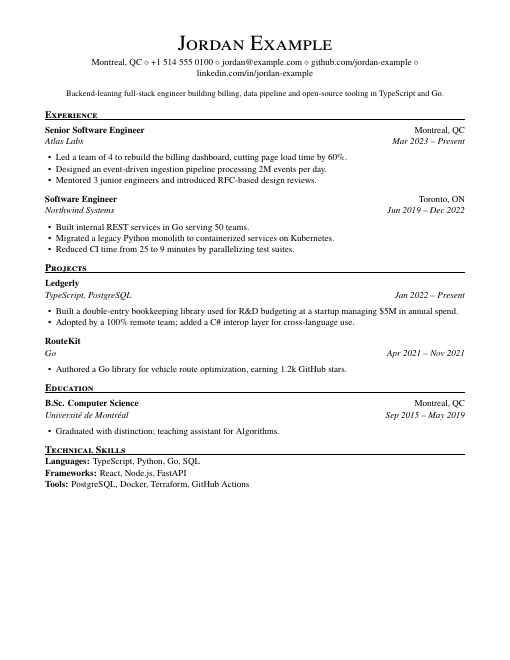 Jordan Example
Montreal, QC ⋄ +1 514 555 0100 ⋄ jordan@example.com ⋄ github.com/jordan-example ⋄
linkedin.com/in/jordan-example
Backend-leaning full-stack engineer building billing, data pipeline and open-source tooling in TypeScript and Go.
Experience
Senior Software Engineer Montreal, QC
Atlas Labs Mar 2023 – Present
• Led a team of 4 to rebuild the billing dashboard, cutting page load time by 60%.
• Designed an event-driven ingestion pipeline processing 2M events per day.
• Mentored 3 junior engineers and introduced RFC-based design reviews.
Software Engineer Toronto, ON
Northwind Systems Jun 2019 – Dec 2022
• Built internal REST services in Go serving 50 teams.
• Migrated a legacy Python monolith to containerized services on Kubernetes.
• Reduced CI time from 25 to 9 minutes by parallelizing test suites.
Projects
Ledgerly
TypeScript, PostgreSQL Jan 2022 – Present
• Built a double-entry bookkeeping library used for R&D budgeting at a startup managing $5M in annual spend.
• Adopted by a 100% remote team; added a C# interop layer for cross-language use.
RouteKit
Go Apr 2021 – Nov 2021
• Authored a Go library for vehicle route optimization, earning 1.2k GitHub stars.
Education
B.Sc. Computer Science Montreal, QC
Université de Montréal Sep 2015 – May 2019
• Graduated with distinction; teaching assistant for Algorithms.
Technical Skills
Languages: TypeScript, Python, Go, SQL
Frameworks: React, Node.js, FastAPI
Tools: PostgreSQL, Docker, Terraform, GitHub Actions